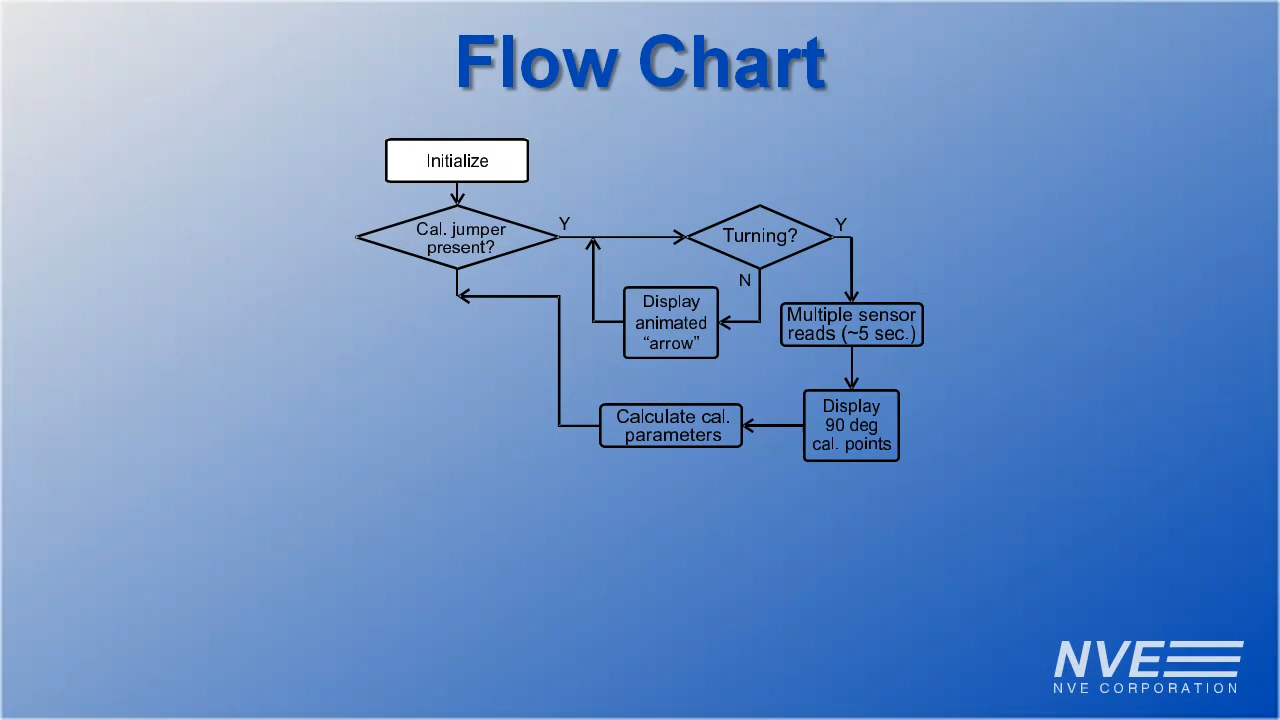 Flow Chart
Initialize
Cal. jumper
present?
Y
Turning?
Y
N
Display
animated
“arrow”
Multiple sensor
reads (~5 sec.)
Display
90 deg
cal. points
Calculate cal.
parameters
NVE
NVE CORPORATION